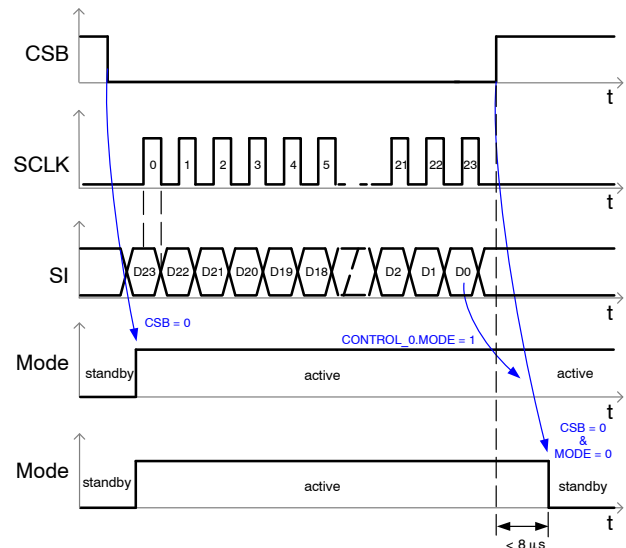 CSB
t
SCLK
0 1 2 3 4 5 21 22 23
t
SI
D23 D22 D21 D20 D19 D18 D2 D1 D0
t
CSB = 0
CONTROL_0.MODE = 1
Mode
standby active active
t
CSB = 0
&
MODE = 0
Mode
standby active standby
t
< 8 µs